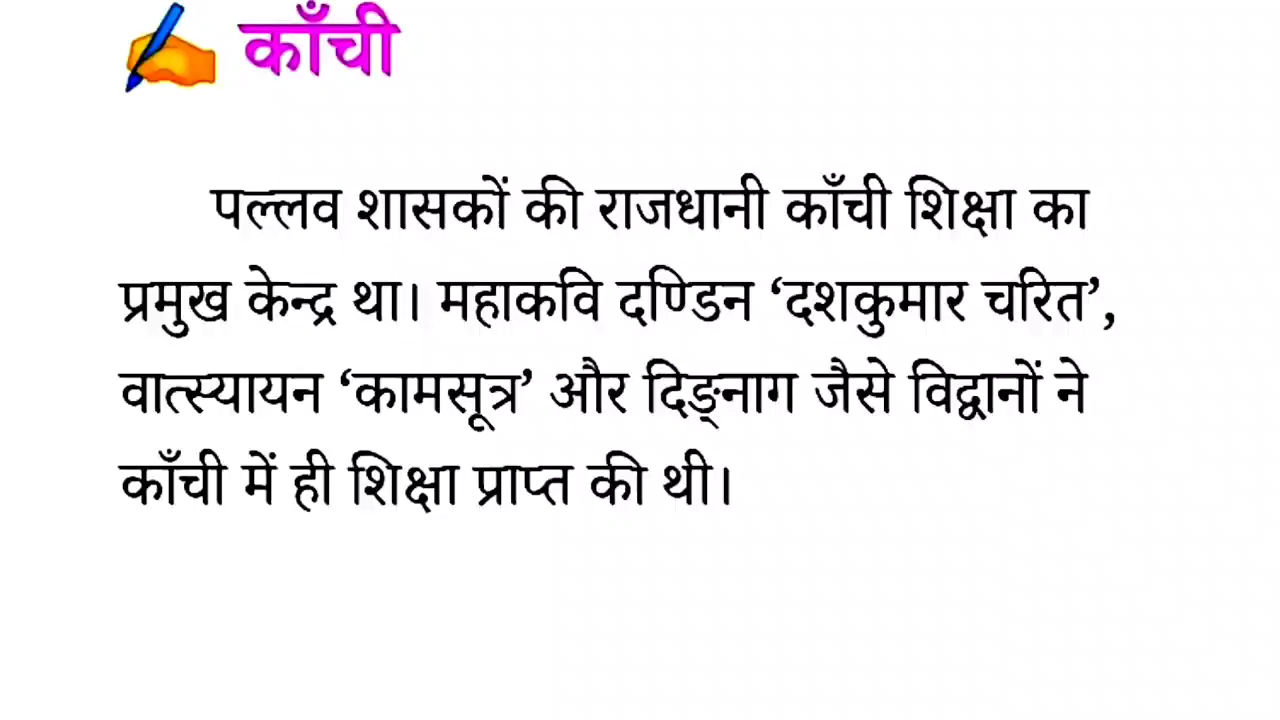 काँची
पल्लव शासकों की राजधानी काँची शिक्षा का
प्रमुख केन्द्र था। महाकवि दण्डिन ‘दशकुमार चरित’,
वात्स्यायन ‘कामसूत्र’ और दिङ्नाग जैसे विद्वानों ने
काँची में ही शिक्षा प्राप्त की थी।